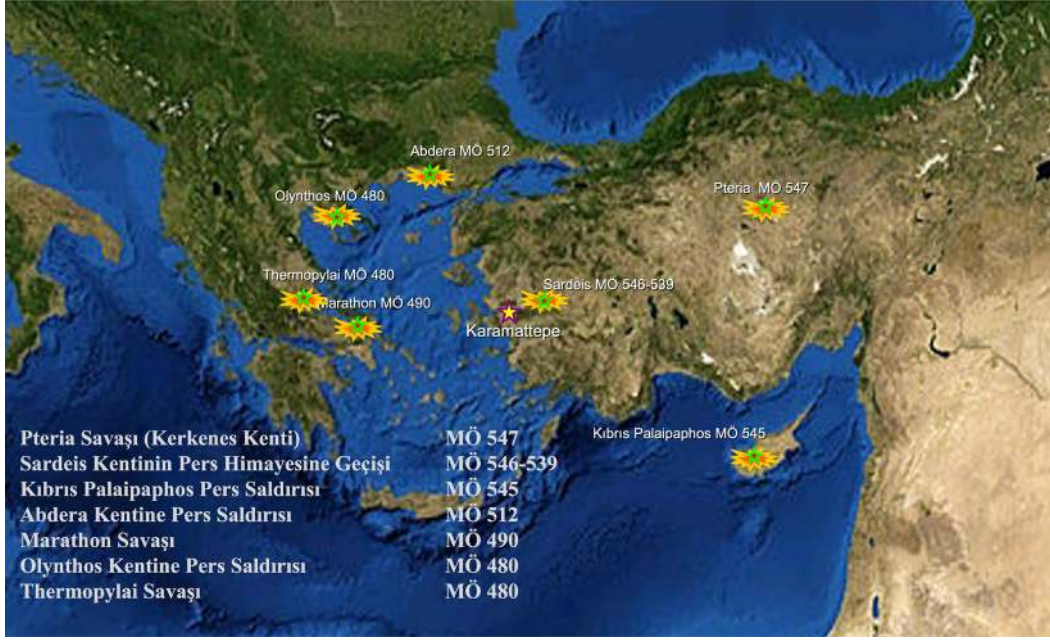 Abdera MÖ 512
Pteria MÖ 547
Olynthos MÖ 480
Thermopylai MÖ 480
Sardeis MÖ 546-539
Marathon MÖ 490
Karamattepe
Kıbrıs Palaipaphos MÖ 545
Pteria Savaşı (Kerkenes Kenti) MÖ 547
Sardeis Kentinin Pers Himayesine Geçişi MÖ 546-539
Kıbrıs Palaipaphos Pers Saldırısı MÖ 545
Abdera Kentine Pers Saldırısı MÖ 512
Marathon Savaşı MÖ 490
Olynthos Kentine Pers Saldırısı MÖ 480
Thermopylai Savaşı MÖ 480